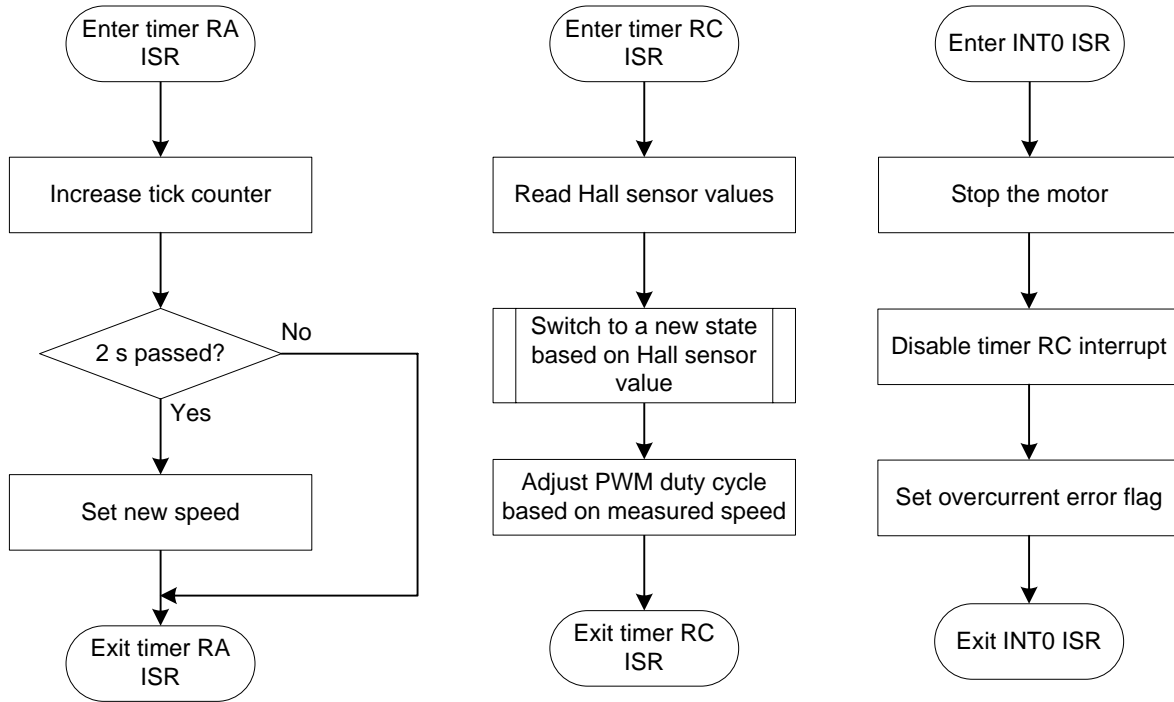 Enter timer RA
ISR
Increase tick counter
2 s passed?
No
Yes
Set new speed
Exit timer RA
ISR
Enter timer RC
ISR
Read Hall sensor values
Switch to a new state
based on Hall sensor
value
Adjust PWM duty cycle
based on measured speed
Exit timer RC
ISR
Enter INT0 ISR
Stop the motor
Disable timer RC interrupt
Set overcurrent error flag
Exit INT0 ISR